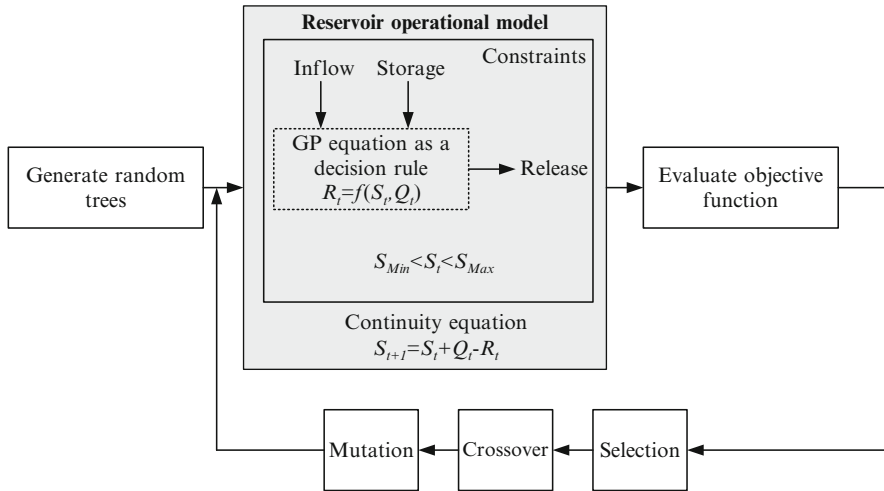 Reservoir operational model
Constraints
Inflow Storage
GP equation as a
decision rule
R_t=f(S_t,Q_t)
Release
S_Min<S_t<S_Max
Continuity equation
S_{t+1}=S_t+Q_t-R_t
Generate random
trees
Evaluate objective
function
Mutation
Crossover
Selection